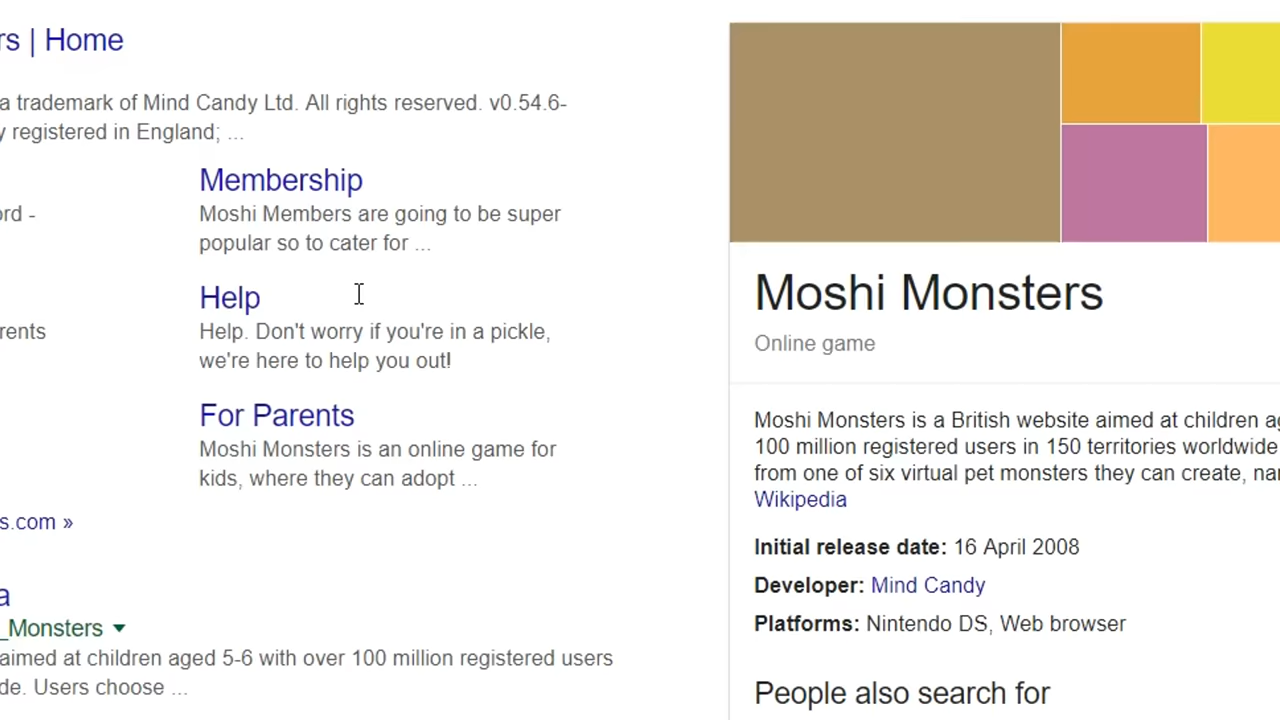 rs | Home
a trademark of Mind Candy Ltd. All rights reserved. v0.54.6-
y registered in England; ...
Membership
ord -
Moshi Members are going to be super
popular so to cater for ...
Help
rents
Help. Don't worry if you're in a pickle,
we're here to help you out!
For Parents
Moshi Monsters is an online game for
kids, where they can adopt ...
s.com »
a
_Monsters
aimed at children aged 5-6 with over 100 million registered users
de. Users choose ...
Moshi Monsters
Online game
Moshi Monsters is a British website aimed at children ag
100 million registered users in 150 territories worldwide
from one of six virtual pet monsters they can create, nan
Wikipedia
Initial release date: 16 April 2008
Developer: Mind Candy
Platforms: Nintendo DS, Web browser
People also search for